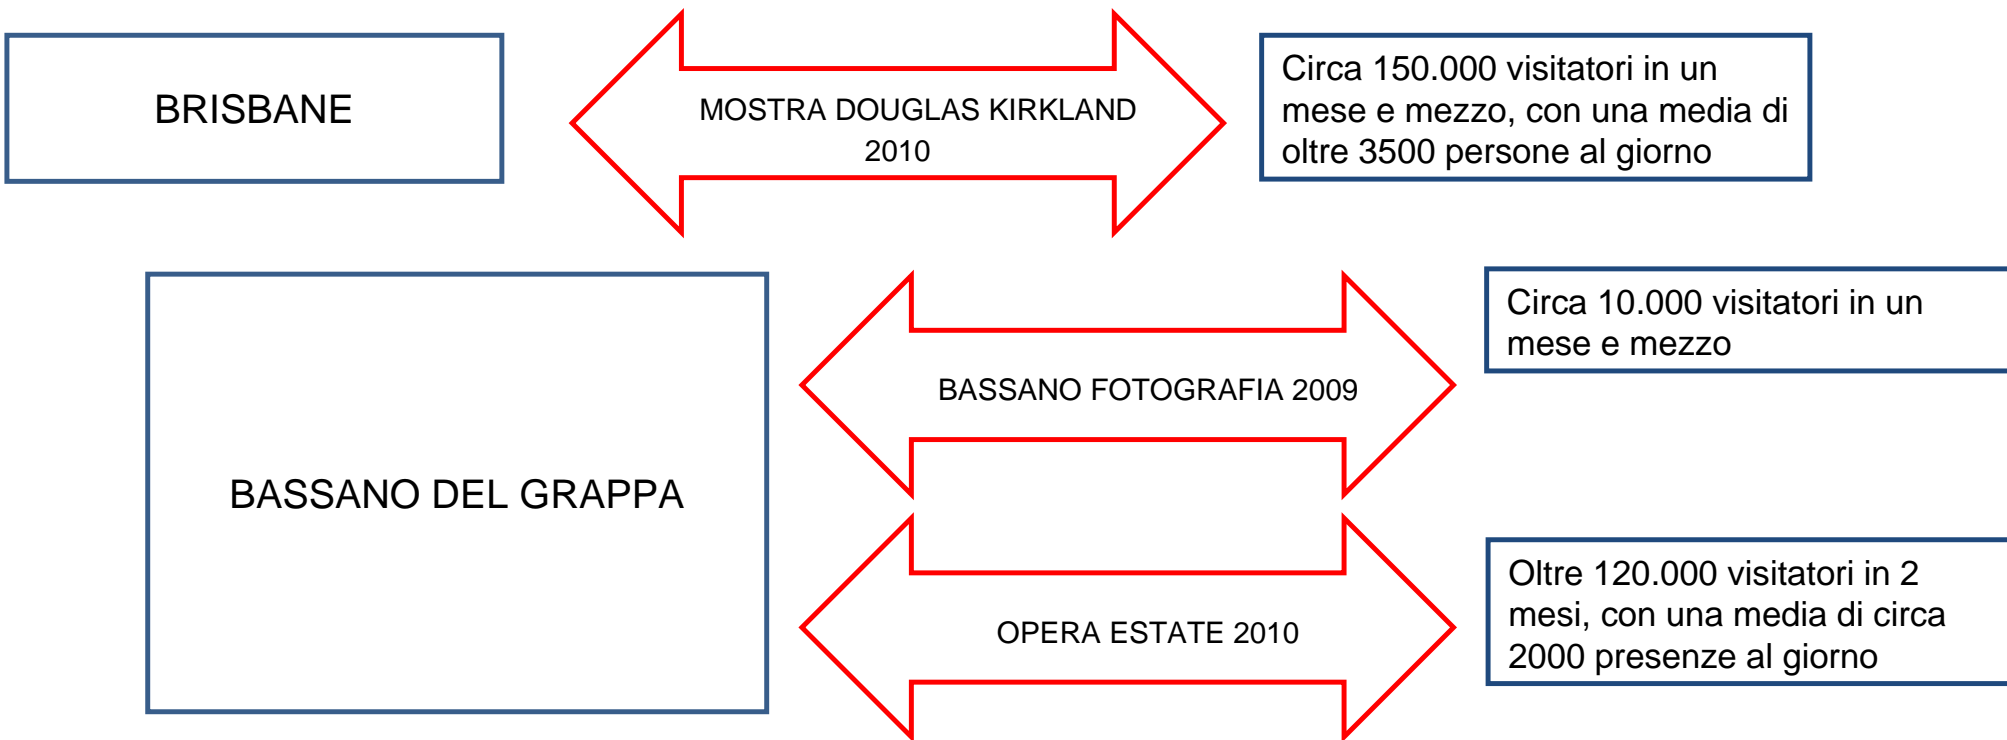 BRISBANE
MOSTRA DOUGLAS KIRKLAND
2010
Circa 150.000 visitatori in un
mese e mezzo, con una media di
oltre 3500 persone al giorno
BASSANO DEL GRAPPA
BASSANO FOTOGRAFIA 2009
Circa 10.000 visitatori in un
mese e mezzo
OPERA ESTATE 2010
Oltre 120.000 visitatori in 2
mesi, con una media di circa
2000 presenze al giorno